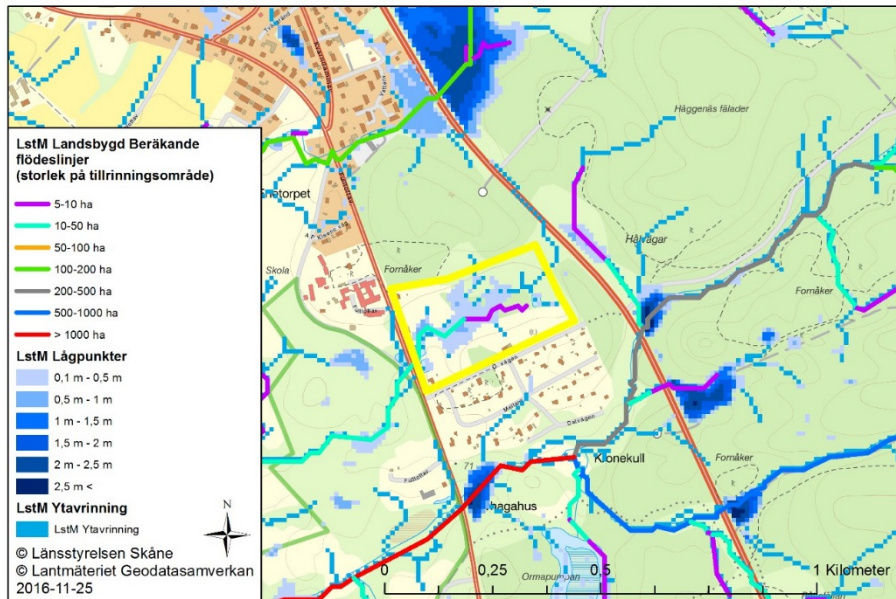 Kvarndammsv.
Häggenäs fälader
LstM Landsbygd Beräkande
flödeslinjer
(storlek på tillrinningsområde)
5-10 ha
10-50 ha
50-100 ha
100-200 ha
200-500 ha
500-1000 ha
> 1000 ha
LstM Lågpunkter
0,1 m - 0,5 m
0,5 m - 1 m
1 m - 1,5 m
1,5 m - 2 m
2 m - 2,5 m
2,5 m <
LstM Ytavrinning
LstM Ytavrinning
© Länsstyrelsen Skåne
© Lantmäteriet Geodatasamverkan
2016-11-25
N
Skola
Fornåker
Hålvägar
Fornåker
Fornåker
Datvägen
71
Klonekull
hagahus
Ormapumpan
0
0,25
0,5
1 Kilometer